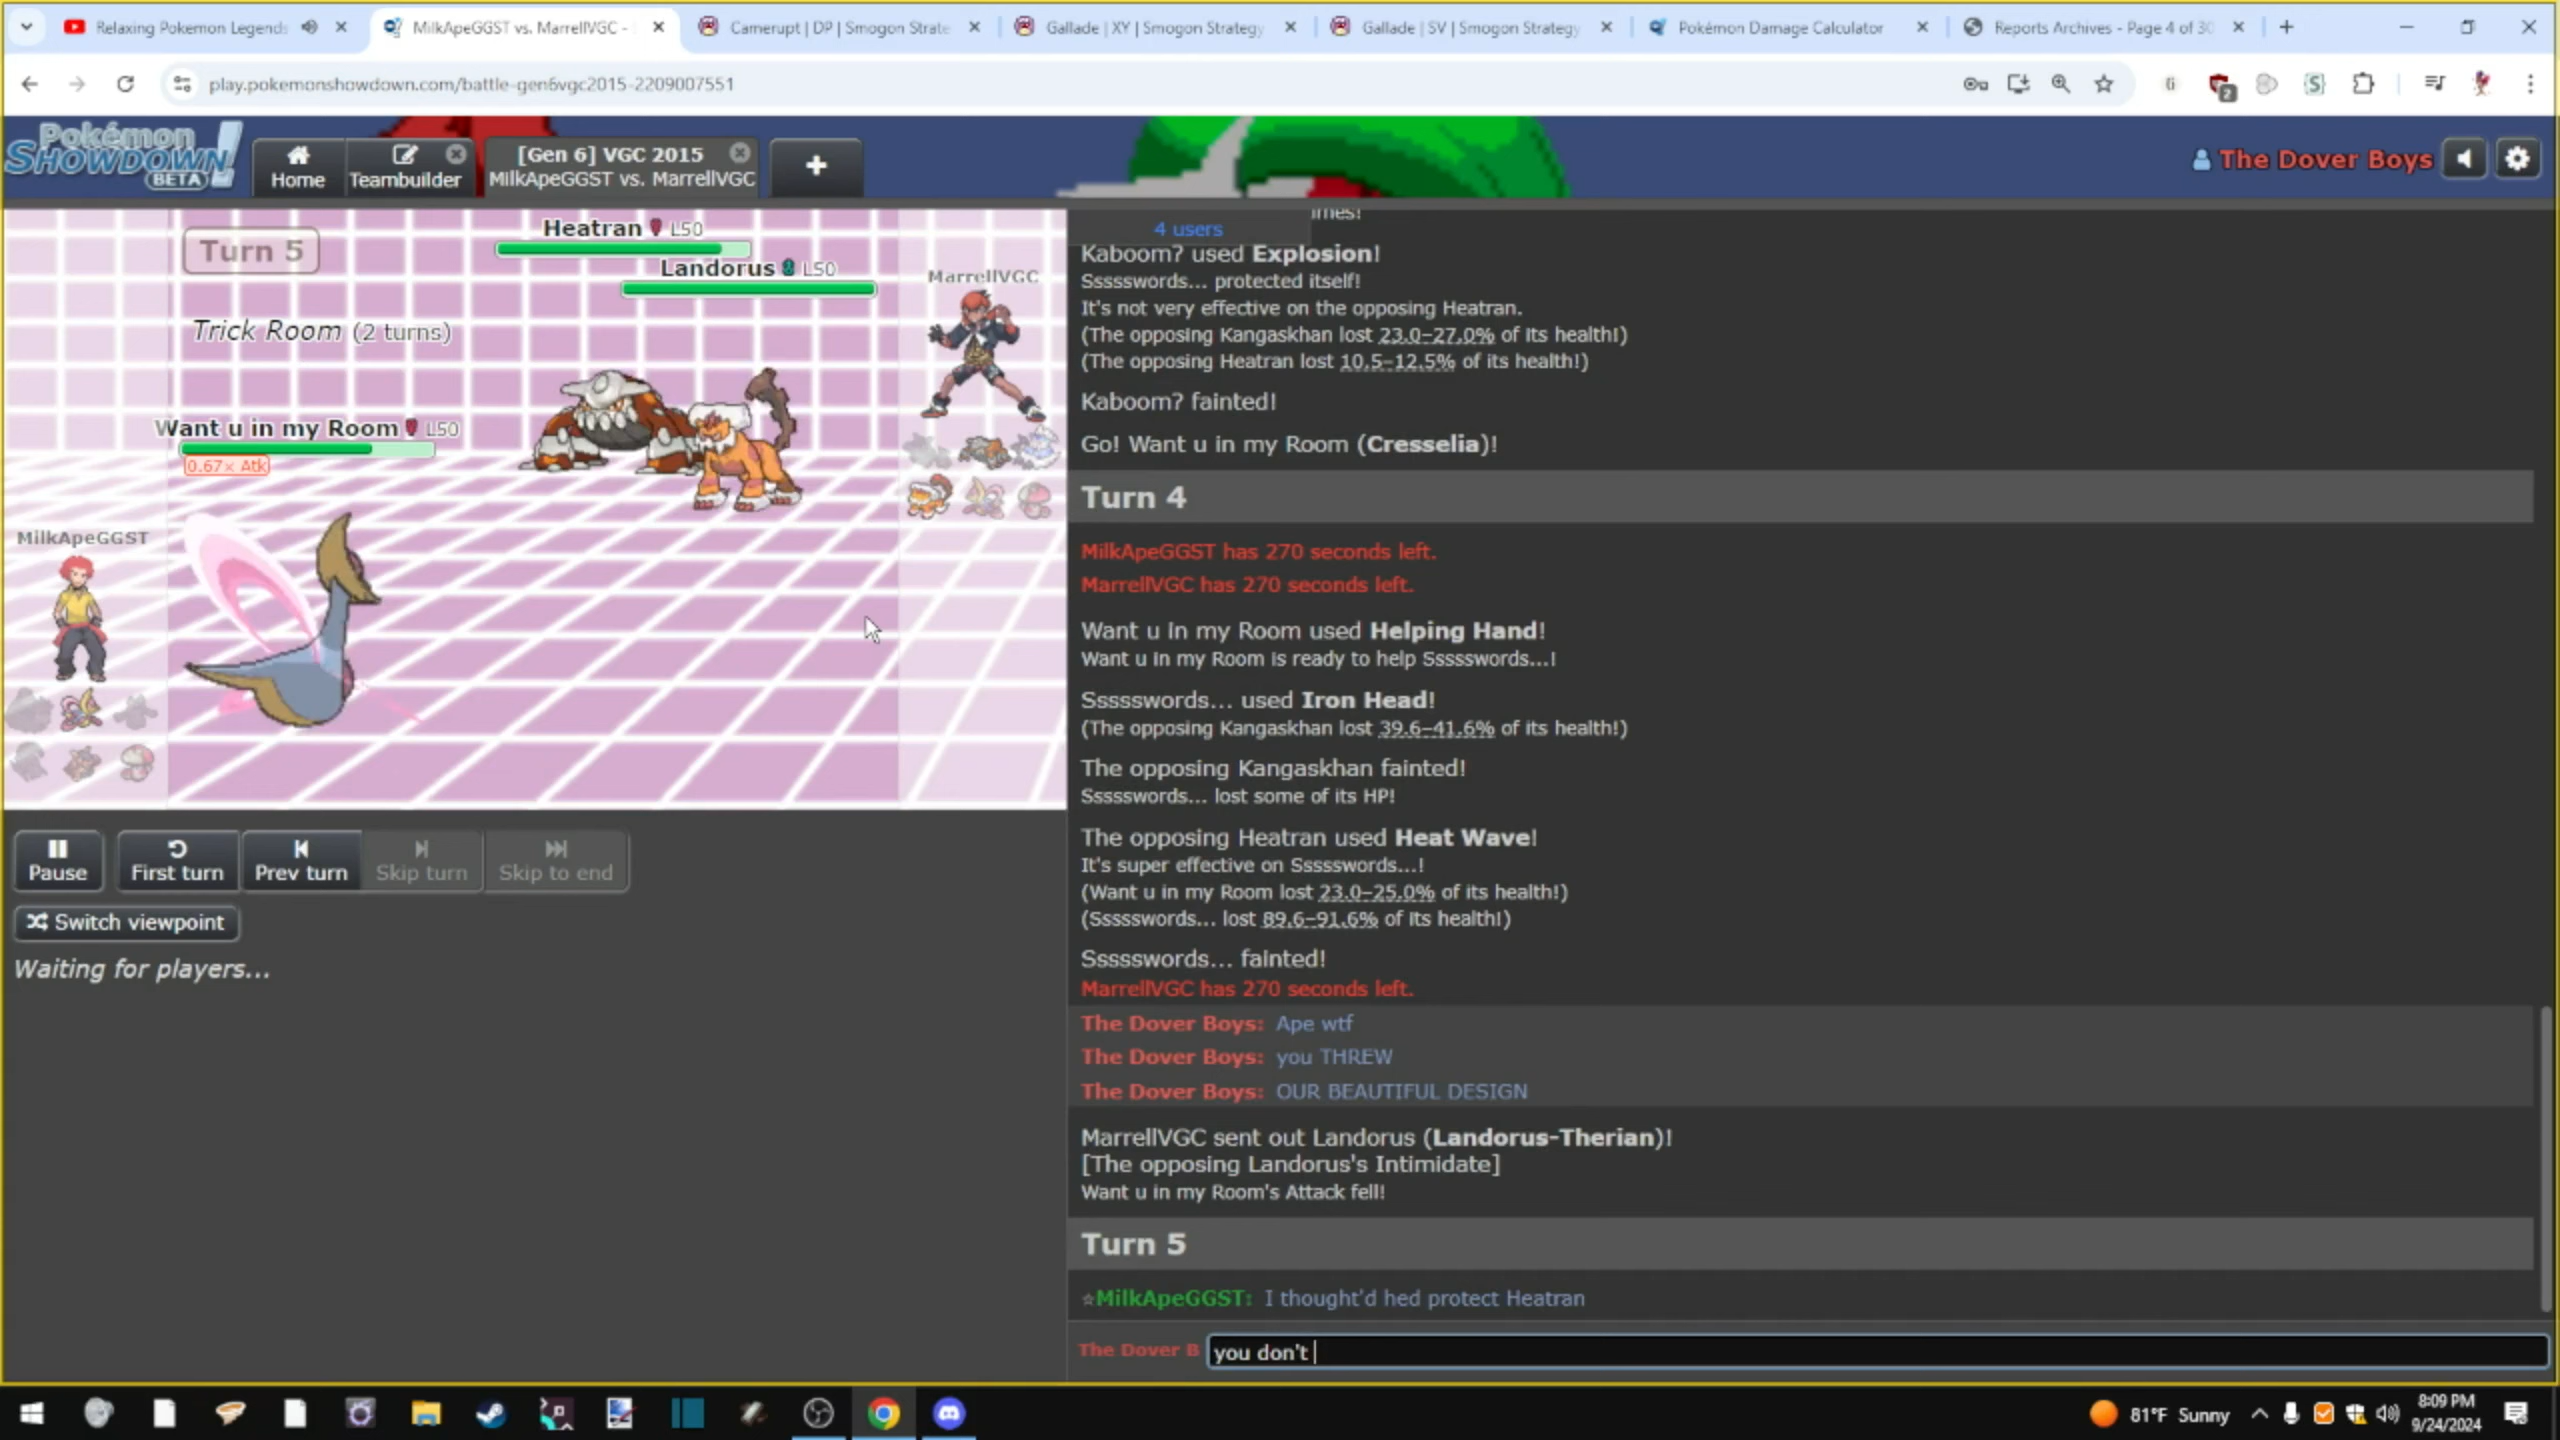 Relaxing Pokemon Legends
MilkApeGGST vs. MarrellVGC -
Camerupt | DP | Smogon Strate
Gallade | XY | Smogon Strategy
Gallade | SV | Smogon Strategy
Pokémon Damage Calculator
Reports Archives - Page 4 of 30
play.pokemonshowdown.com/battle-gen6vgc2015-2209007551
2
Pokémon
SHOWDOWN!
BETA
Home
Teambuilder
[Gen 6] VGC 2015
MilkApeGGST vs. MarrellVGC
The Dover Boys
Turn 5
Heatran L50
Landorus L50
MarrellVGC
Trick Room (2 turns)
Want u in my Room L50
0.67× Atk
MilkApeGGST
Pause
First turn
Prev turn
Skip turn
Skip to end
Switch viewpoint
Waiting for players...
4 users
Kaboom? used Explosion!
Ssssswords... protected itself!
It's not very effective on the opposing Heatran.
(The opposing Kangaskhan lost 23.0–27.0% of its health!)
(The opposing Heatran lost 10.5–12.5% of its health!)
Kaboom? fainted!
Go! Want u in my Room (Cresselia)!
Turn 4
MilkApeGGST has 270 seconds left.
MarrellVGC has 270 seconds left.
Want u in my Room used Helping Hand!
Want u in my Room is ready to help Ssssswords...!
Ssssswords... used Iron Head!
(The opposing Kangaskhan lost 39.6–41.6% of its health!)
The opposing Kangaskhan fainted!
Ssssswords... lost some of its HP!
The opposing Heatran used Heat Wave!
It's super effective on Ssssswords...!
(Want u in my Room lost 23.0–25.0% of its health!)
(Ssssswords... lost 89.6–91.6% of its health!)
Ssssswords... fainted!
MarrellVGC has 270 seconds left.
The Dover Boys: Ape wtf
The Dover Boys: you THREW
The Dover Boys: OUR BEAUTIFUL DESIGN
MarrellVGC sent out Landorus (Landorus-Therian)!
[The opposing Landorus's Intimidate]
Want u in my Room's Attack fell!
Turn 5
☆MilkApeGGST: I thought'd hed protect Heatran
The Dover B
you don't
81°F Sunny
8:09 PM
9/24/2024